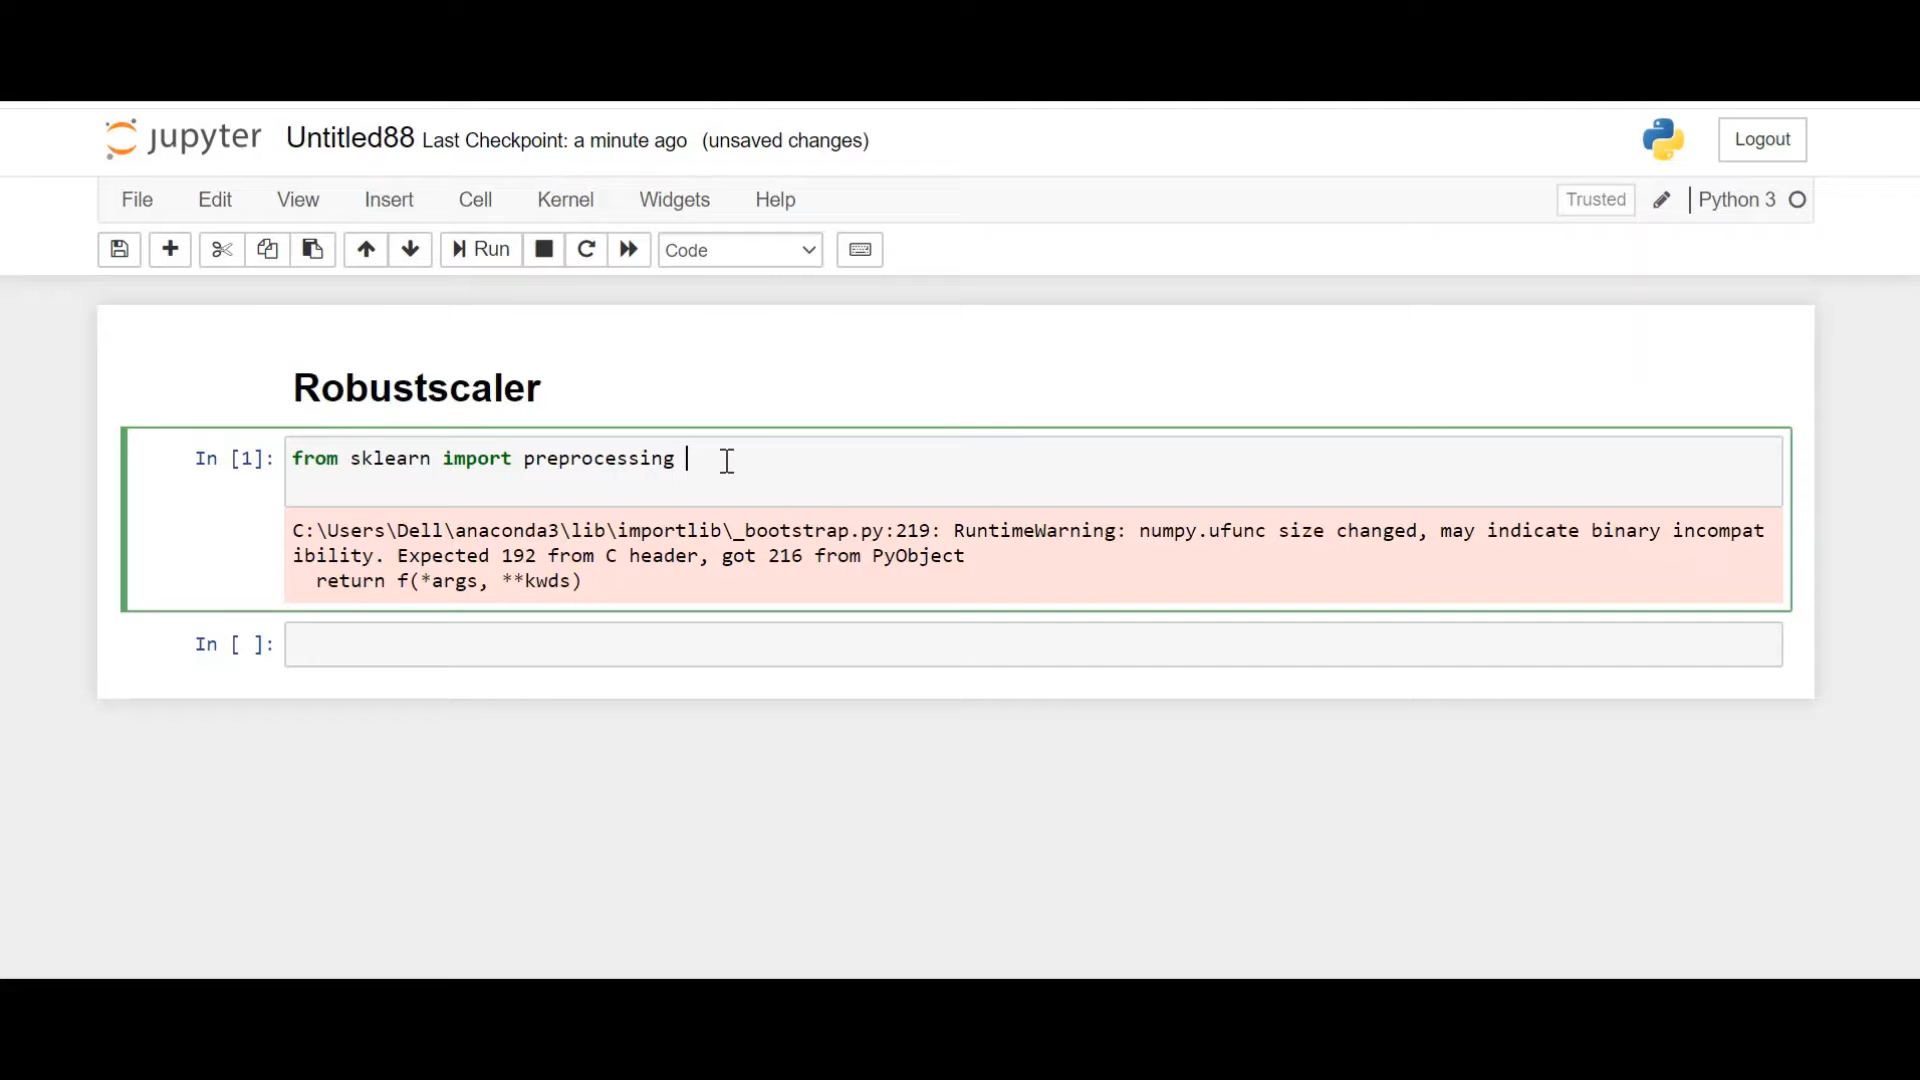 jupyter Untitled88 Last Checkpoint: a minute ago (unsaved changes) Logout
File Edit View Insert Cell Kernel Widgets Help Trusted Python 3
Run Code
Robustscaler
In [1]: from sklearn import preprocessing
C:\Users\Dell\anaconda3\lib\importlib\_bootstrap.py:219: RuntimeWarning: numpy.ufunc size changed, may indicate binary incompat
ibility. Expected 192 from C header, got 216 from PyObject
return f(*args, **kwds)
In [ ]: